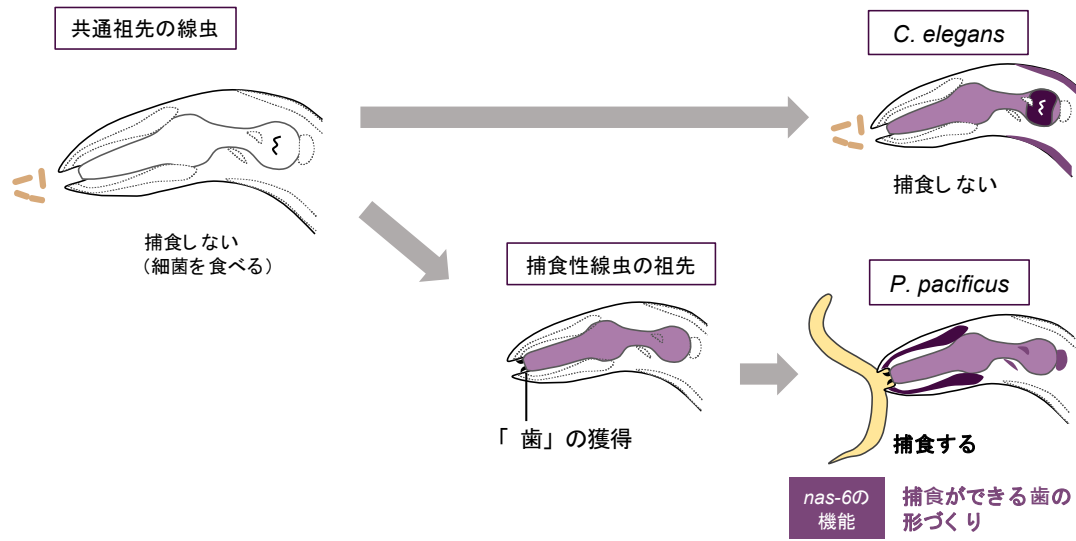 共通祖先の線虫
C. elegans
捕食しない
捕食しない
（細菌を食べる）
捕食性線虫の祖先
P. pacificus
「歯」の獲得
捕食する
nas-6の
機能
捕食ができる歯の
形づくり